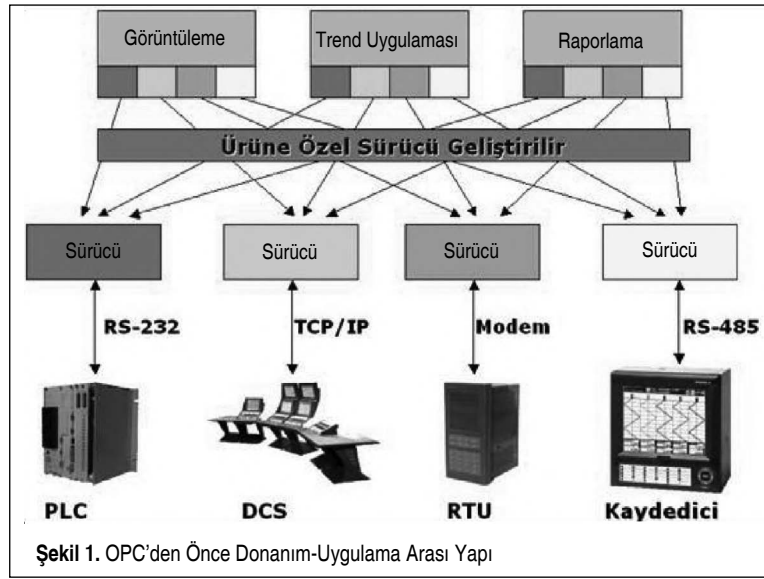 Görüntüleme Trend Uygulaması Raporlama
Ürüne Özel Sürücü Geliştirilir
Sürücü Sürücü Sürücü Sürücü
RS-232 TCP/IP Modem RS-485
PLC DCS RTU Kaydedici
Şekil 1. OPC'den Önce Donanım-Uygulama Arası Yapı